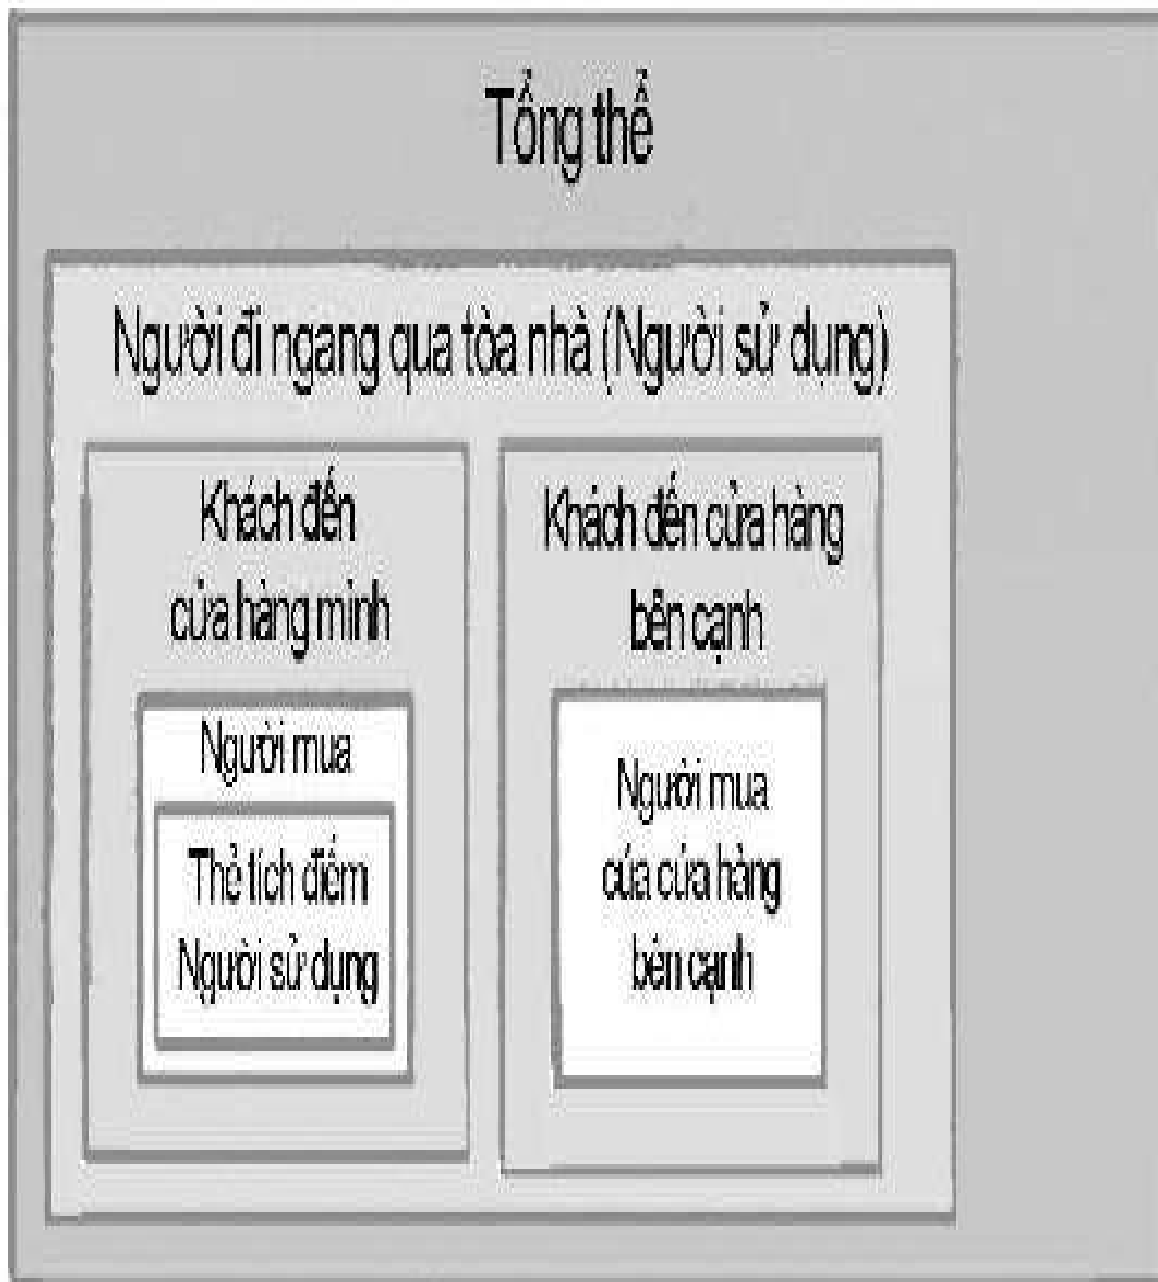 Tổng thể
Người đi ngang qua tòa nhà (Người sử dụng)
Khách đến
cửa hàng mình
Khách đến cửa hàng
bên cạnh
Người mua
Thẻ tích điểm
Người sử dụng
Người mua
của cửa hàng
bên cạnh